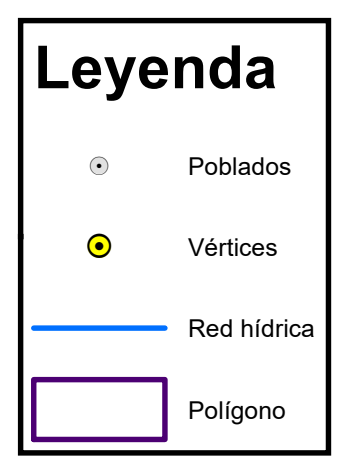 Leyenda
Poblados
Vértices
Red hídrica
Polígono